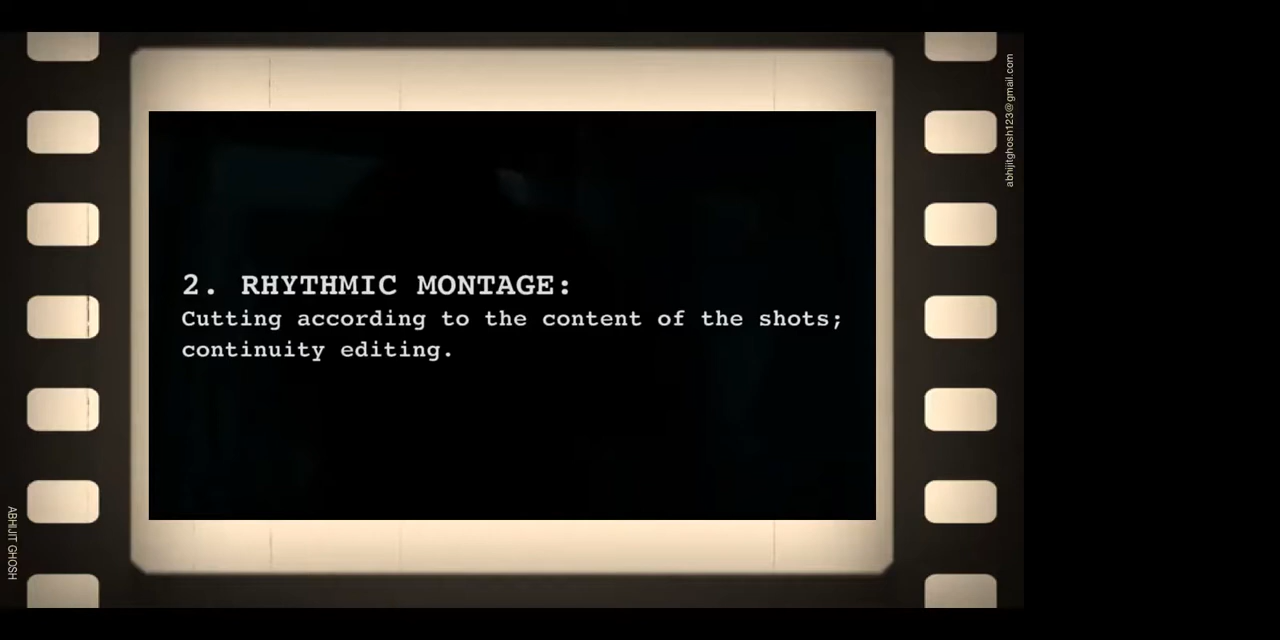 abhijitghosh123@gmail.com
2. RHYTHMIC MONTAGE:
Cutting according to the content of the shots;
continuity editing.
ABHIJIT GHOSH